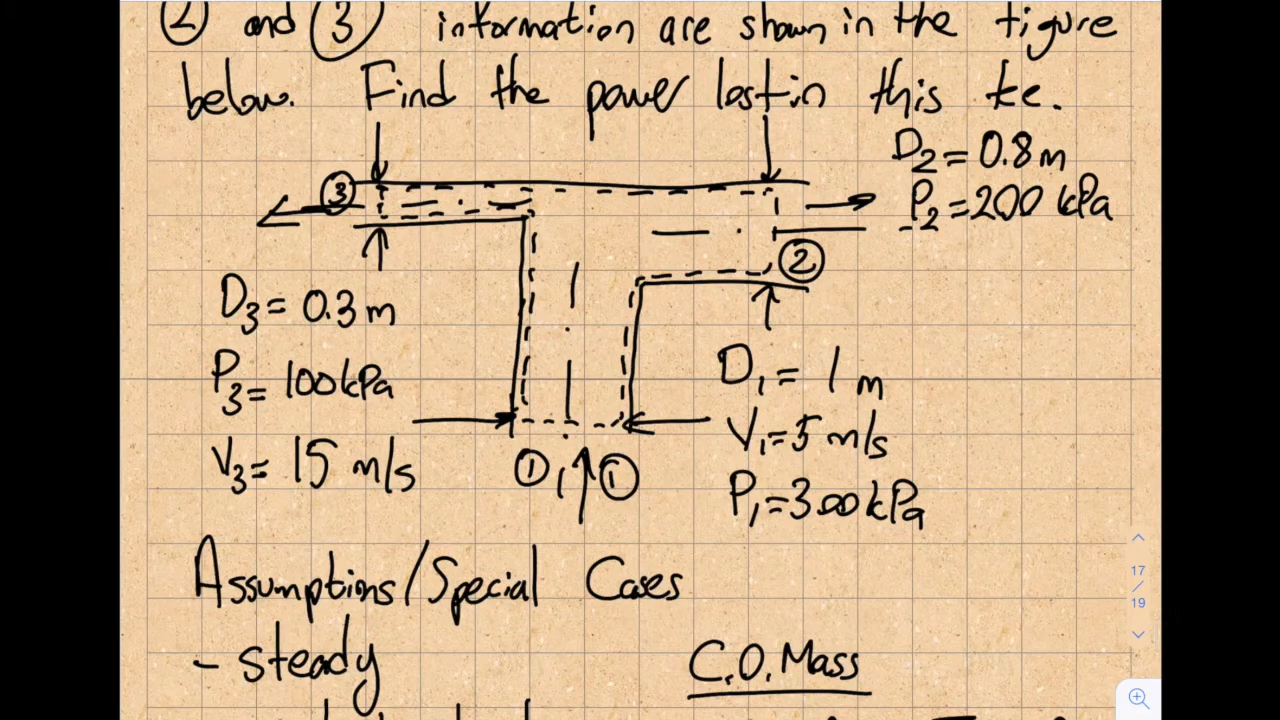 ② and ③ information are shown in the figure
below. Find the power lost in this tee.
D₂ = 0.8 m
P₂ = 200 kPa
③
②
D₃ = 0.3 m
P₃ = 100 kPa
V₃ = 15 m/s
D₁ = 1 m
V₁ = 5 m/s
P₁ = 300 kPa
① , ①
Assumptions/Special Cases
- steady
C.O. Mass
17
/
19